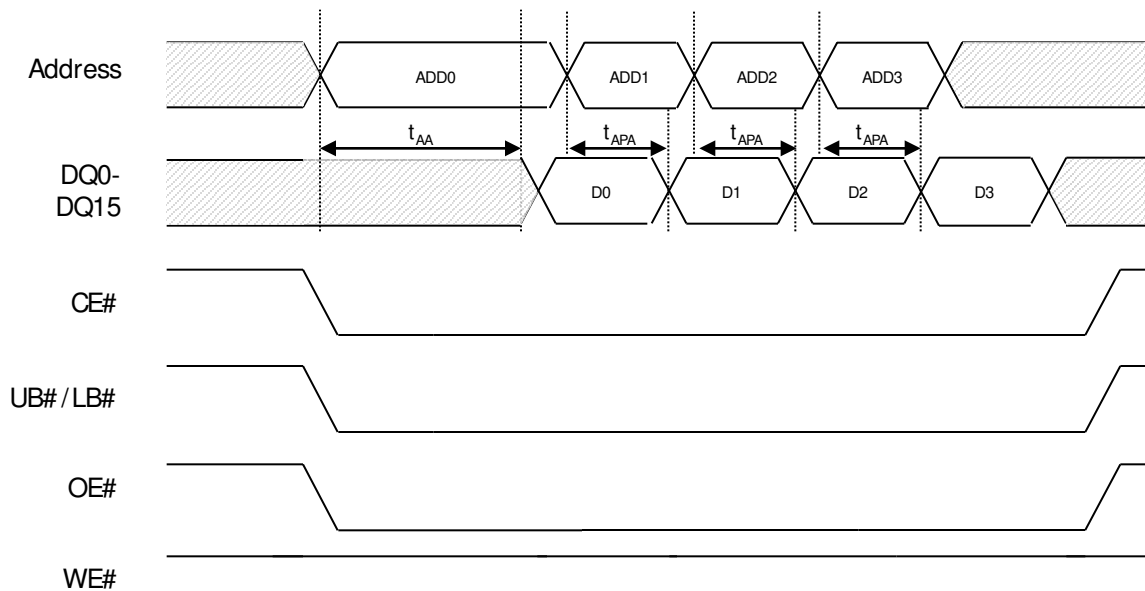 Address
ADD0 ADD1 ADD2 ADD3
tAA tAPA tAPA tAPA
DQ0-
DQ15
D0 D1 D2 D3
CE#
UB# / LB#
OE#
WE#